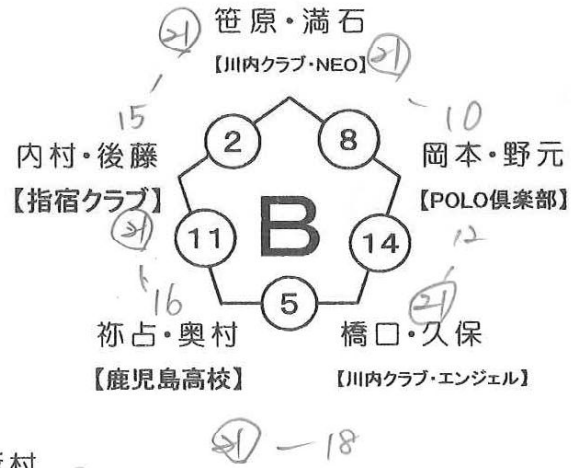 笹原・満石
【川内クラブ・NEO】
21
21
15
10
2
8
内村・後藤
【指宿クラブ】
岡本・野元
【POLO倶楽部】
B
21
12
11
14
16
5
21
祢占・奥村
【鹿児島高校】
橋口・久保
【川内クラブ・エンジェル】
21 — 18
村